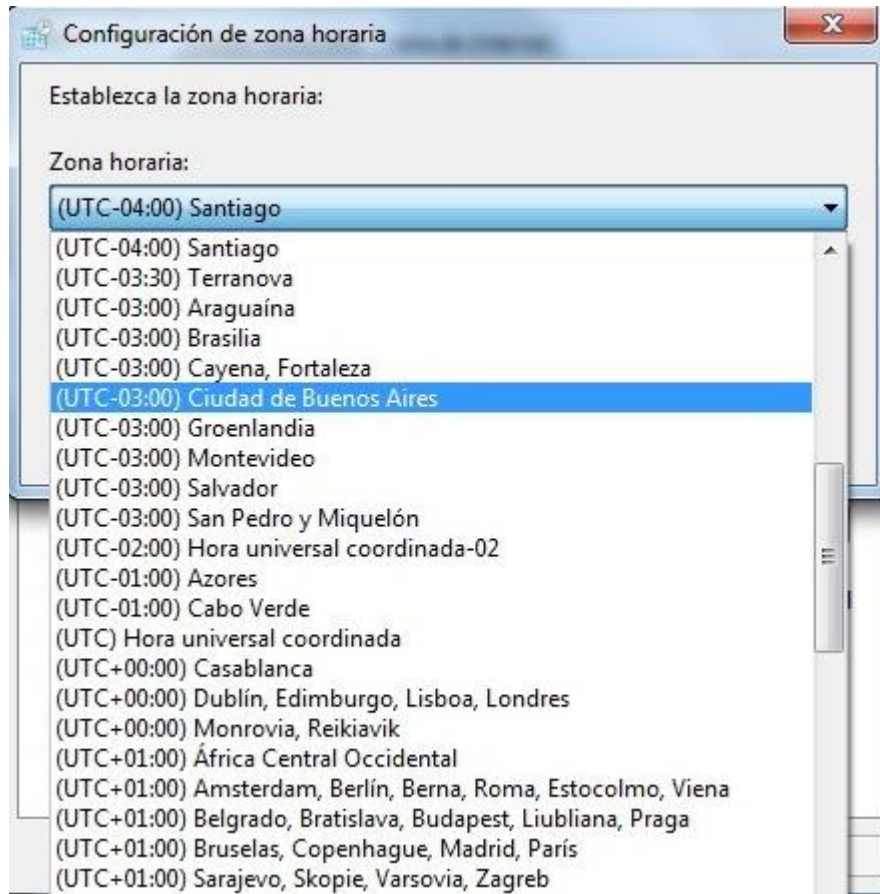 Configuración de zona horaria
Establezca la zona horaria:
Zona horaria:
(UTC-04:00) Santiago
(UTC-04:00) Santiago
(UTC-03:30) Terranova
(UTC-03:00) Araguaína
(UTC-03:00) Brasilia
(UTC-03:00) Cayena, Fortaleza
(UTC-03:00) Ciudad de Buenos Aires
(UTC-03:00) Groenlandia
(UTC-03:00) Montevideo
(UTC-03:00) Salvador
(UTC-03:00) San Pedro y Miquelón
(UTC-02:00) Hora universal coordinada-02
(UTC-01:00) Azores
(UTC-01:00) Cabo Verde
(UTC) Hora universal coordinada
(UTC+00:00) Casablanca
(UTC+00:00) Dublín, Edimburgo, Lisboa, Londres
(UTC+00:00) Monrovia, Reikiavik
(UTC+01:00) África Central Occidental
(UTC+01:00) Amsterdam, Berlín, Berna, Roma, Estocolmo, Viena
(UTC+01:00) Belgrado, Bratislava, Budapest, Liubliana, Praga
(UTC+01:00) Bruselas, Copenhague, Madrid, París
(UTC+01:00) Sarajevo, Skopie, Varsovia, Zagreb